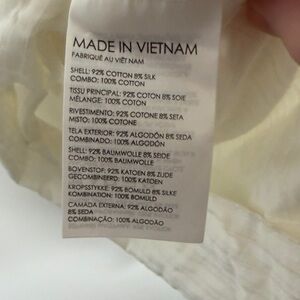 MADE IN VIETNAM
FABRIQUÉ AU VIÊT NAM
SHELL: 92% COTTON 8% SILK
COMBO: 100% COTTON
TISSU PRINCIPAL: 92% COTON 8% SOIE
MÉLANGE: 100% COTON
RIVESTIMENTO: 92% COTONE 8% SETA
MISTO: 100% COTONE
TELA EXTERIOR: 92% ALGODÓN 8% SEDA
COMBINADO: 100% ALGODÓN
SHELL: 92% BAUMWOLLE 8% SEIDE
COMBO: 100% BAUMWOLLE
BOVENSTOF: 92% KATOEN 8% ZIJDE
GECOMBINEERD: 100% KATOEN
KROPSSTYKKE: 92% BOMULD 8% SILKE
KOMBINATION: 100% BOMULD
CAMADA EXTERNA: 92% ALGODÃO
8% SEDA
COMBINADO: 100% ALGODÃO